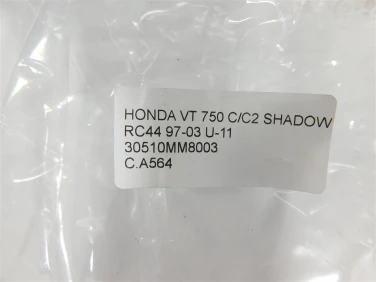 HONDA VT 750 C/C2 SHADOW
RC44 97-03 U-11
30510MM8003
C.A564